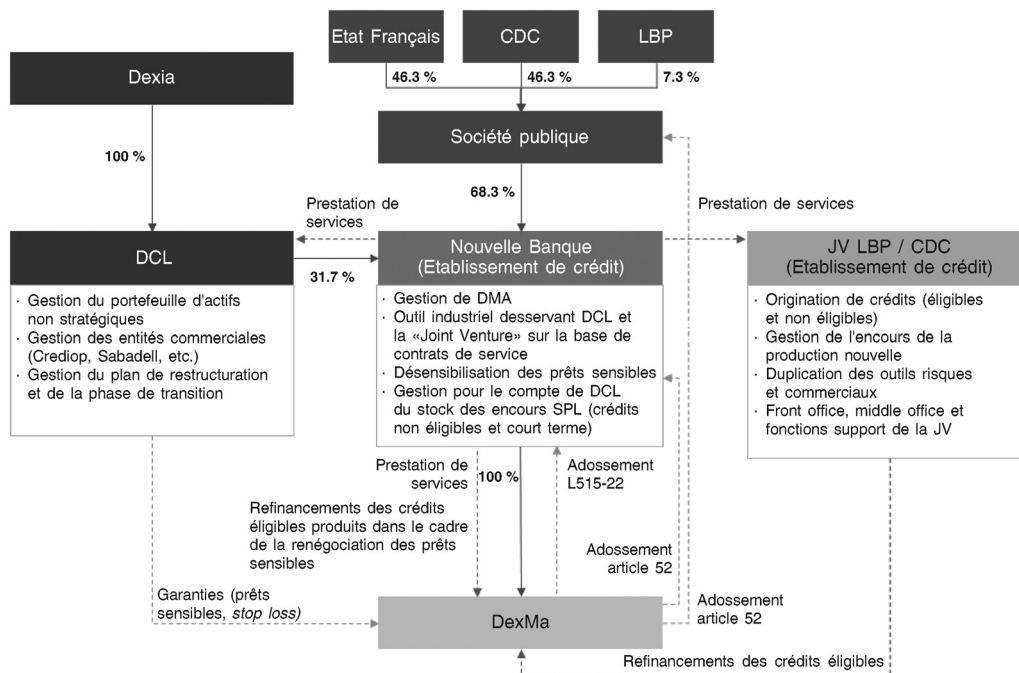 Etat Français
CDC
LBP
46.3 %
46.3 %
7.3 %
Dexia
Société publique
100 %
68.3 %
Prestation de
services
Prestation de services
DCL
31.7 %
Nouvelle Banque
(Etablissement de crédit)
JV LBP / CDC
(Etablissement de crédit)
· Gestion du portefeuille d'actifs
non stratégiques
· Gestion des entités commerciales
(Crediop, Sabadell, etc.)
· Gestion du plan de restructuration
et de la phase de transition
· Gestion de DMA
· Outil industriel desservant DCL et
la «Joint Venture» sur la base de
contrats de service
· Désensibilisation des prêts sensibles
· Gestion pour le compte de DCL
du stock des encours SPL (crédits
non éligibles et court terme)
· Origination de crédits (éligibles
et non éligibles)
· Gestion de l'encours de la
production nouvelle
· Duplication des outils risques
et commerciaux
· Front office, middle office et
fonctions support de la JV
Prestation de
services
100 %
Adossement
L515-22
Refinancements des crédits
éligibles produits dans le cadre
de la renégociation des prêts
sensibles
Adossement
article 52
Garanties (prêts
sensibles, stop loss)
Adossement
article 52
DexMa
Refinancements des crédits éligibles